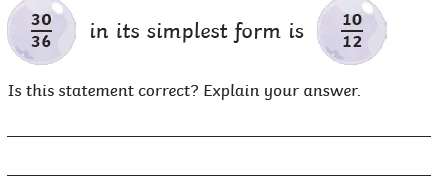 30/36 in its simplest form is 10/12
Is this statement correct? Explain your answer.